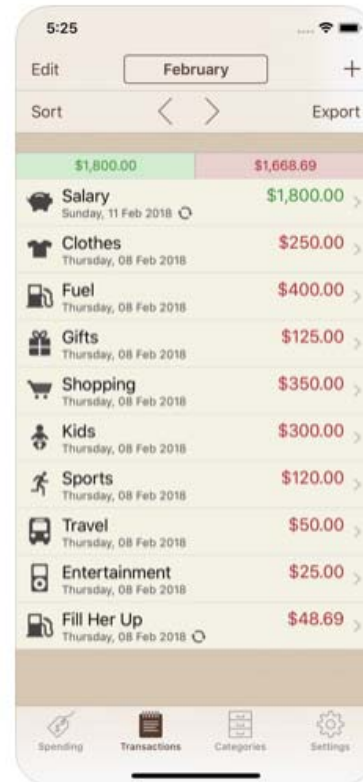 5:25
Edit February +
Sort Export
$1,800.00 $1,668.69
Salary $1,800.00
Sunday, 11 Feb 2018
Clothes $250.00
Thursday, 08 Feb 2018
Fuel $400.00
Thursday, 08 Feb 2018
Gifts $125.00
Thursday, 08 Feb 2018
Shopping $350.00
Thursday, 08 Feb 2018
Kids $300.00
Thursday, 08 Feb 2018
Sports $120.00
Thursday, 08 Feb 2018
Travel $50.00
Thursday, 08 Feb 2018
Entertainment $25.00
Thursday, 08 Feb 2018
Fill Her Up $48.69
Thursday, 08 Feb 2018
Spending Transactions Categories Settings